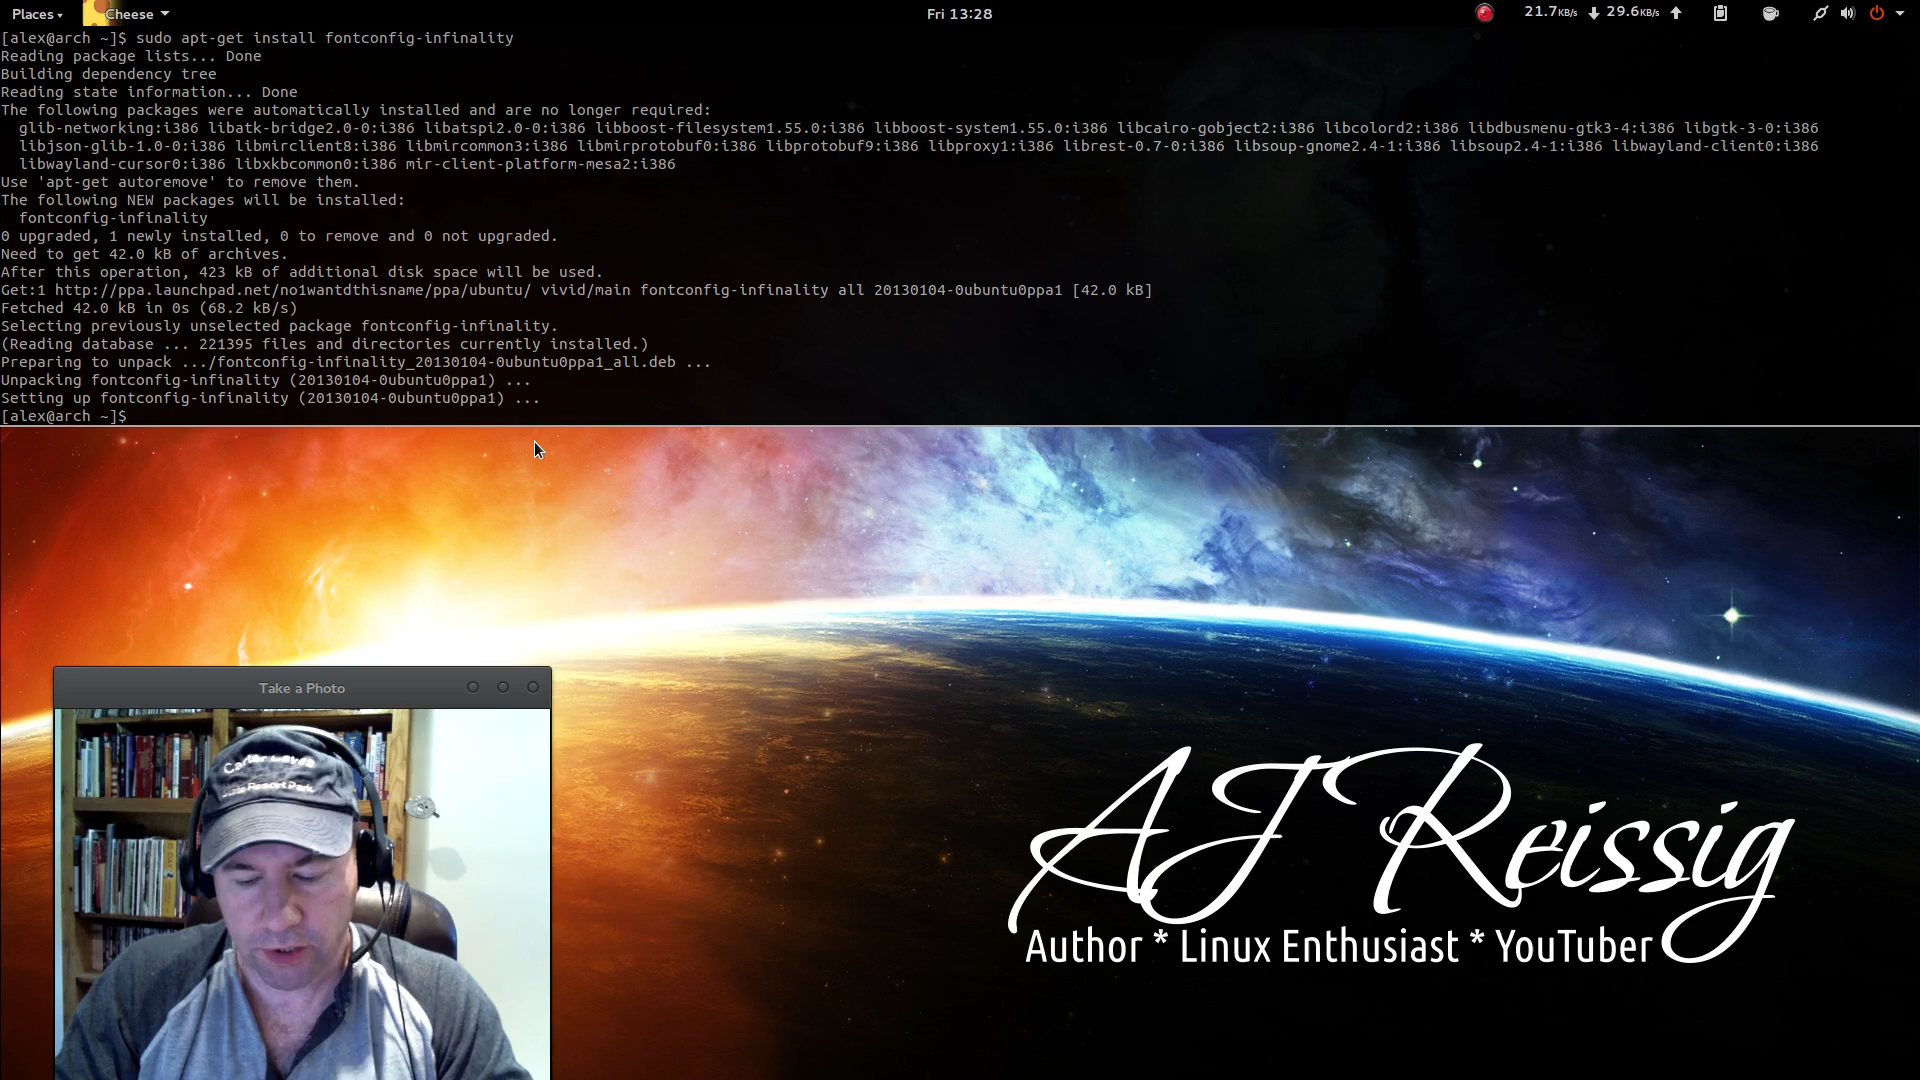 Places
Cheese
Fri 13:28
21.7KB/s 29.6KB/s
[alex@arch ~]$ sudo apt-get install fontconfig-infinality
Reading package lists... Done
Building dependency tree
Reading state information... Done
The following packages were automatically installed and are no longer required:
glib-networking:i386 libatk-bridge2.0-0:i386 libatspi2.0-0:i386 libboost-filesystem1.55.0:i386 libboost-system1.55.0:i386 libcairo-gobject2:i386 libcolord2:i386 libdbusmenu-gtk3-4:i386 libgtk-3-0:i386
libjson-glib-1.0-0:i386 libmirclient8:i386 libmircommon3:i386 libmirprotobuf0:i386 libprotobuf9:i386 libproxy1:i386 librest-0.7-0:i386 libsoup-gnome2.4-1:i386 libsoup2.4-1:i386 libwayland-client0:i386
libwayland-cursor0:i386 libxkbcommon0:i386 mir-client-platform-mesa2:i386
Use 'apt-get autoremove' to remove them.
The following NEW packages will be installed:
fontconfig-infinality
0 upgraded, 1 newly installed, 0 to remove and 0 not upgraded.
Need to get 42.0 kB of archives.
After this operation, 423 kB of additional disk space will be used.
Get:1 http://ppa.launchpad.net/no1wantdthisname/ppa/ubuntu/ vivid/main fontconfig-infinality all 20130104-0ubuntu0ppa1 [42.0 kB]
Fetched 42.0 kB in 0s (68.2 kB/s)
Selecting previously unselected package fontconfig-infinality.
(Reading database ... 221395 files and directories currently installed.)
Preparing to unpack .../fontconfig-infinality_20130104-0ubuntu0ppa1_all.deb ...
Unpacking fontconfig-infinality (20130104-0ubuntu0ppa1) ...
Setting up fontconfig-infinality (20130104-0ubuntu0ppa1) ...
[alex@arch ~]$
Take a Photo
Carter Caves
State Resort Park
AJ Reissig
Author * Linux Enthusiast * YouTuber